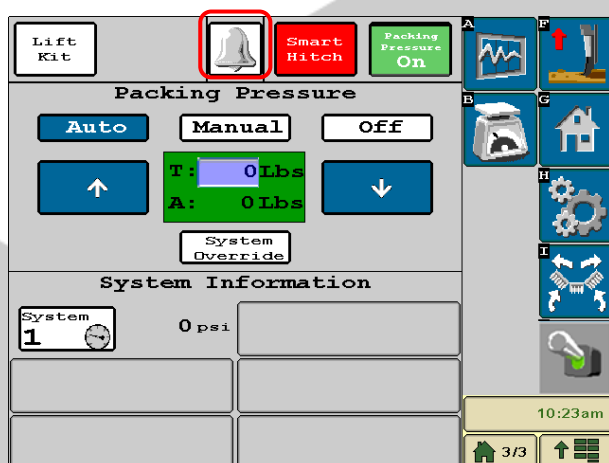 Lift
Kit
Smart
Hitch
Packing
Pressure
On
Packing Pressure
Auto
Manual
Off
T: 0 Lbs
A: 0 Lbs
System
Override
System Information
System
1
0 psi
A
F
B
G
H
I
10:23am
3/3